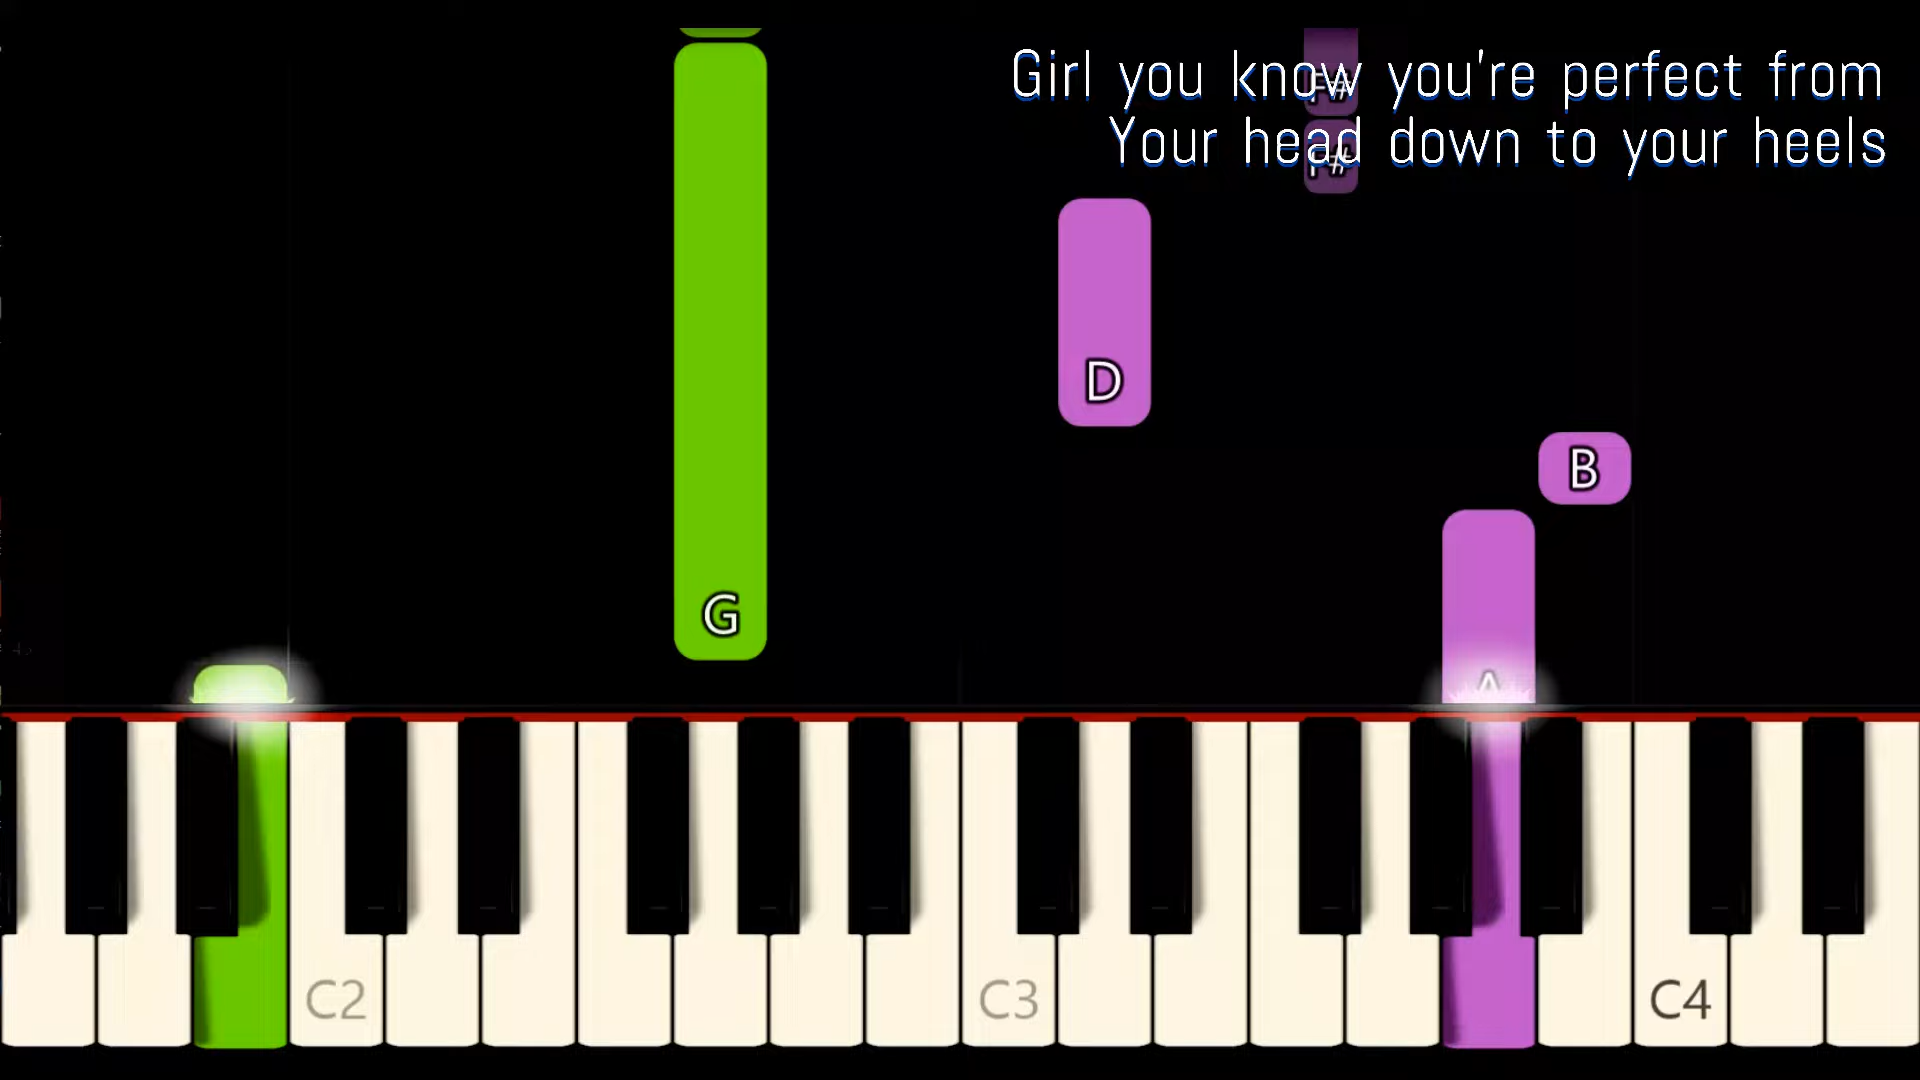 Girl you know you're perfect from
Your head down to your heels
F#
F#
D
B
G
A
C2
C3
C4